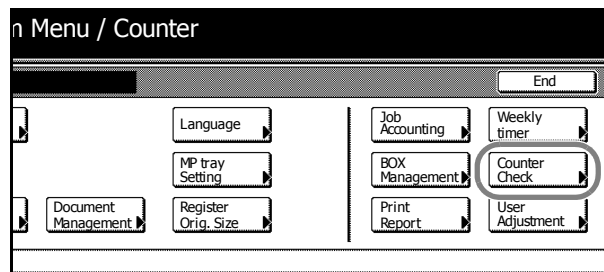 n Menu / Counter
End
Language
Job
Accounting
Weekly
timer
MP tray
Setting
BOX
Management
Counter
Check
Document
Management
Register
Orig. Size
Print
Report
User
Adjustment